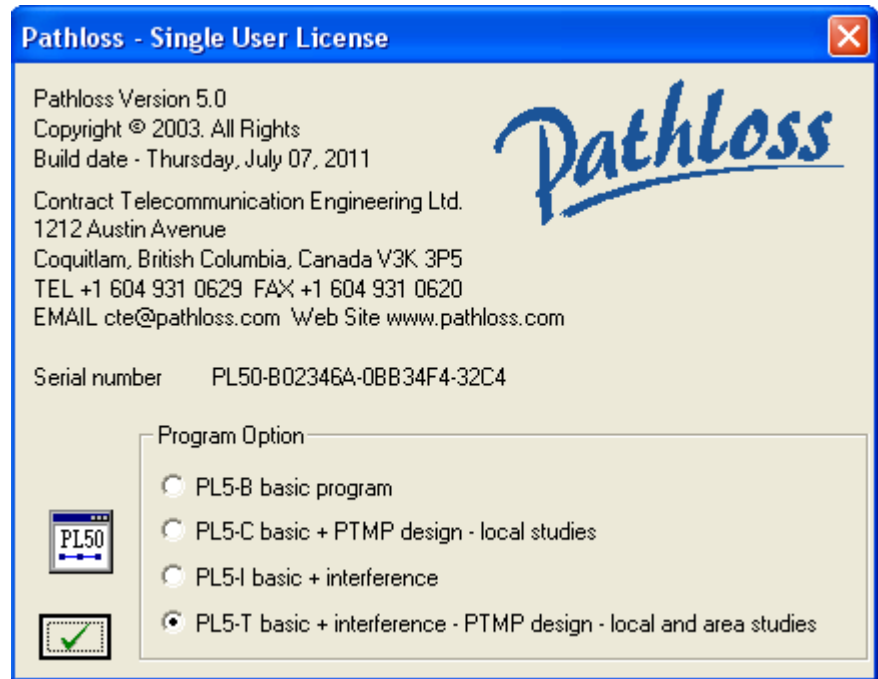 Pathloss - Single User License
Pathloss Version 5.0
Copyright © 2003. All Rights
Build date - Thursday, July 07, 2011
Pathloss
Contract Telecommunication Engineering Ltd.
1212 Austin Avenue
Coquitlam, British Columbia, Canada V3K 3P5
TEL +1 604 931 0629 FAX +1 604 931 0620
EMAIL cte@pathloss.com Web Site www.pathloss.com
Serial number PL50-B02346A-0BB34F4-32C4
Program Option
PL5-B basic program
PL5-C basic + PTMP design - local studies
PL50
PL5-I basic + interference
PL5-T basic + interference - PTMP design - local and area studies